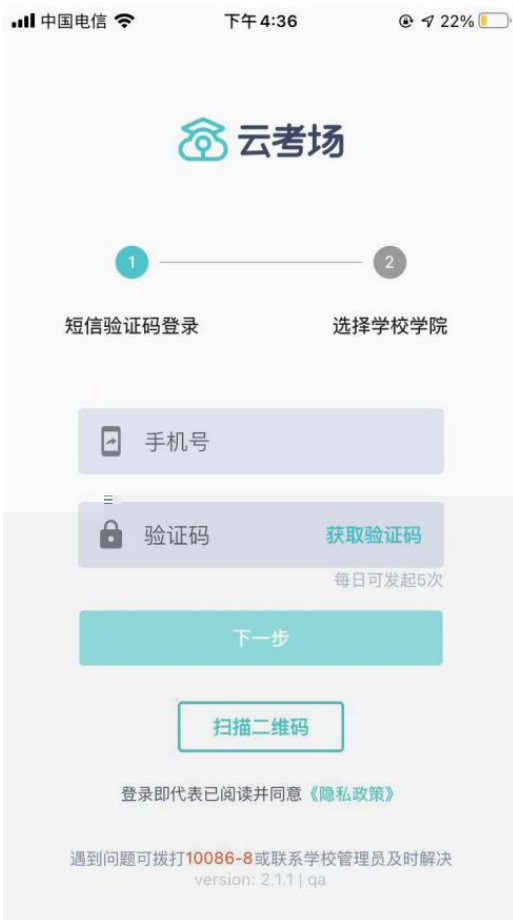 中国电信 下午4:36 22%
云考场
1 2
短信验证码登录 选择学校学院
手机号
验证码 获取验证码
每日可发起5次
下一步
扫描二维码
登录即代表已阅读并同意《隐私政策》
遇到问题可拨打10086-8或联系学校管理员及时解决
version: 2.1.1 | qa